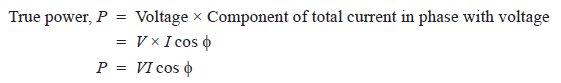 True power, P = Voltage × Component of total current in phase with voltage
= V × I cos ϕ
P = VI cos ϕ